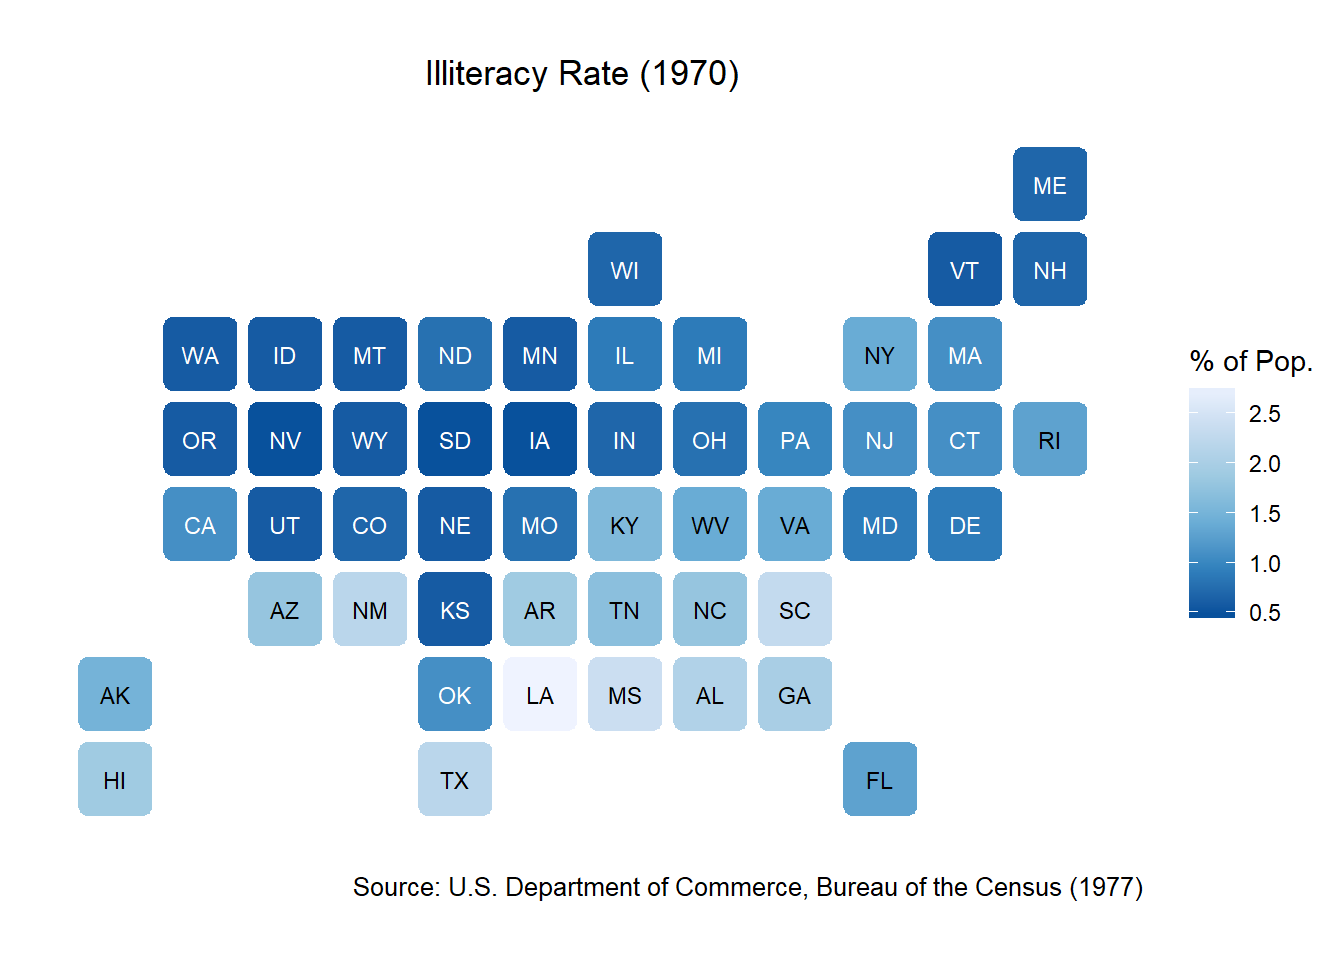 Illiteracy Rate (1970)
ME
WI VT NH
WA ID MT ND MN IL MI NY MA
OR NV WY SD IA IN OH PA NJ CT RI
CA UT CO NE MO KY WV VA MD DE
AZ NM KS AR TN NC SC
AK OK LA MS AL GA
HI TX FL
% of Pop.
2.5
2.0
1.5
1.0
0.5
Source: U.S. Department of Commerce, Bureau of the Census (1977)